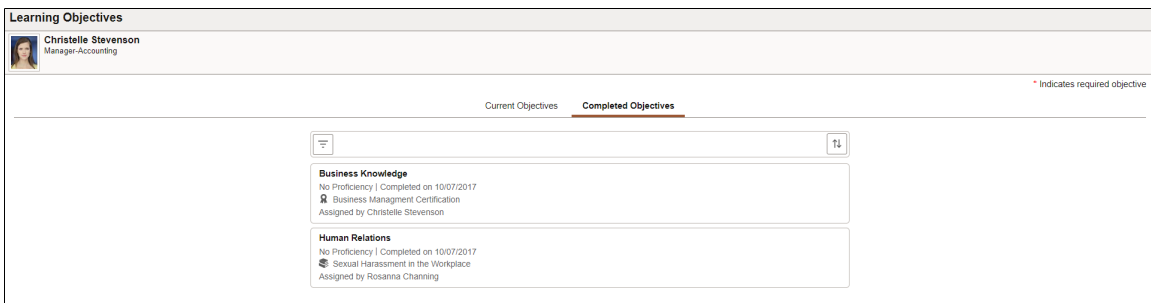 Learning Objectives
Christelle Stevenson
Manager-Accounting
* Indicates required objective
Current Objectives Completed Objectives
Business Knowledge
No Proficiency | Completed on 10/07/2017
Business Managment Certification
Assigned by Christelle Stevenson
Human Relations
No Proficiency | Completed on 10/07/2017
Sexual Harassment in the Workplace
Assigned by Rosanna Channing